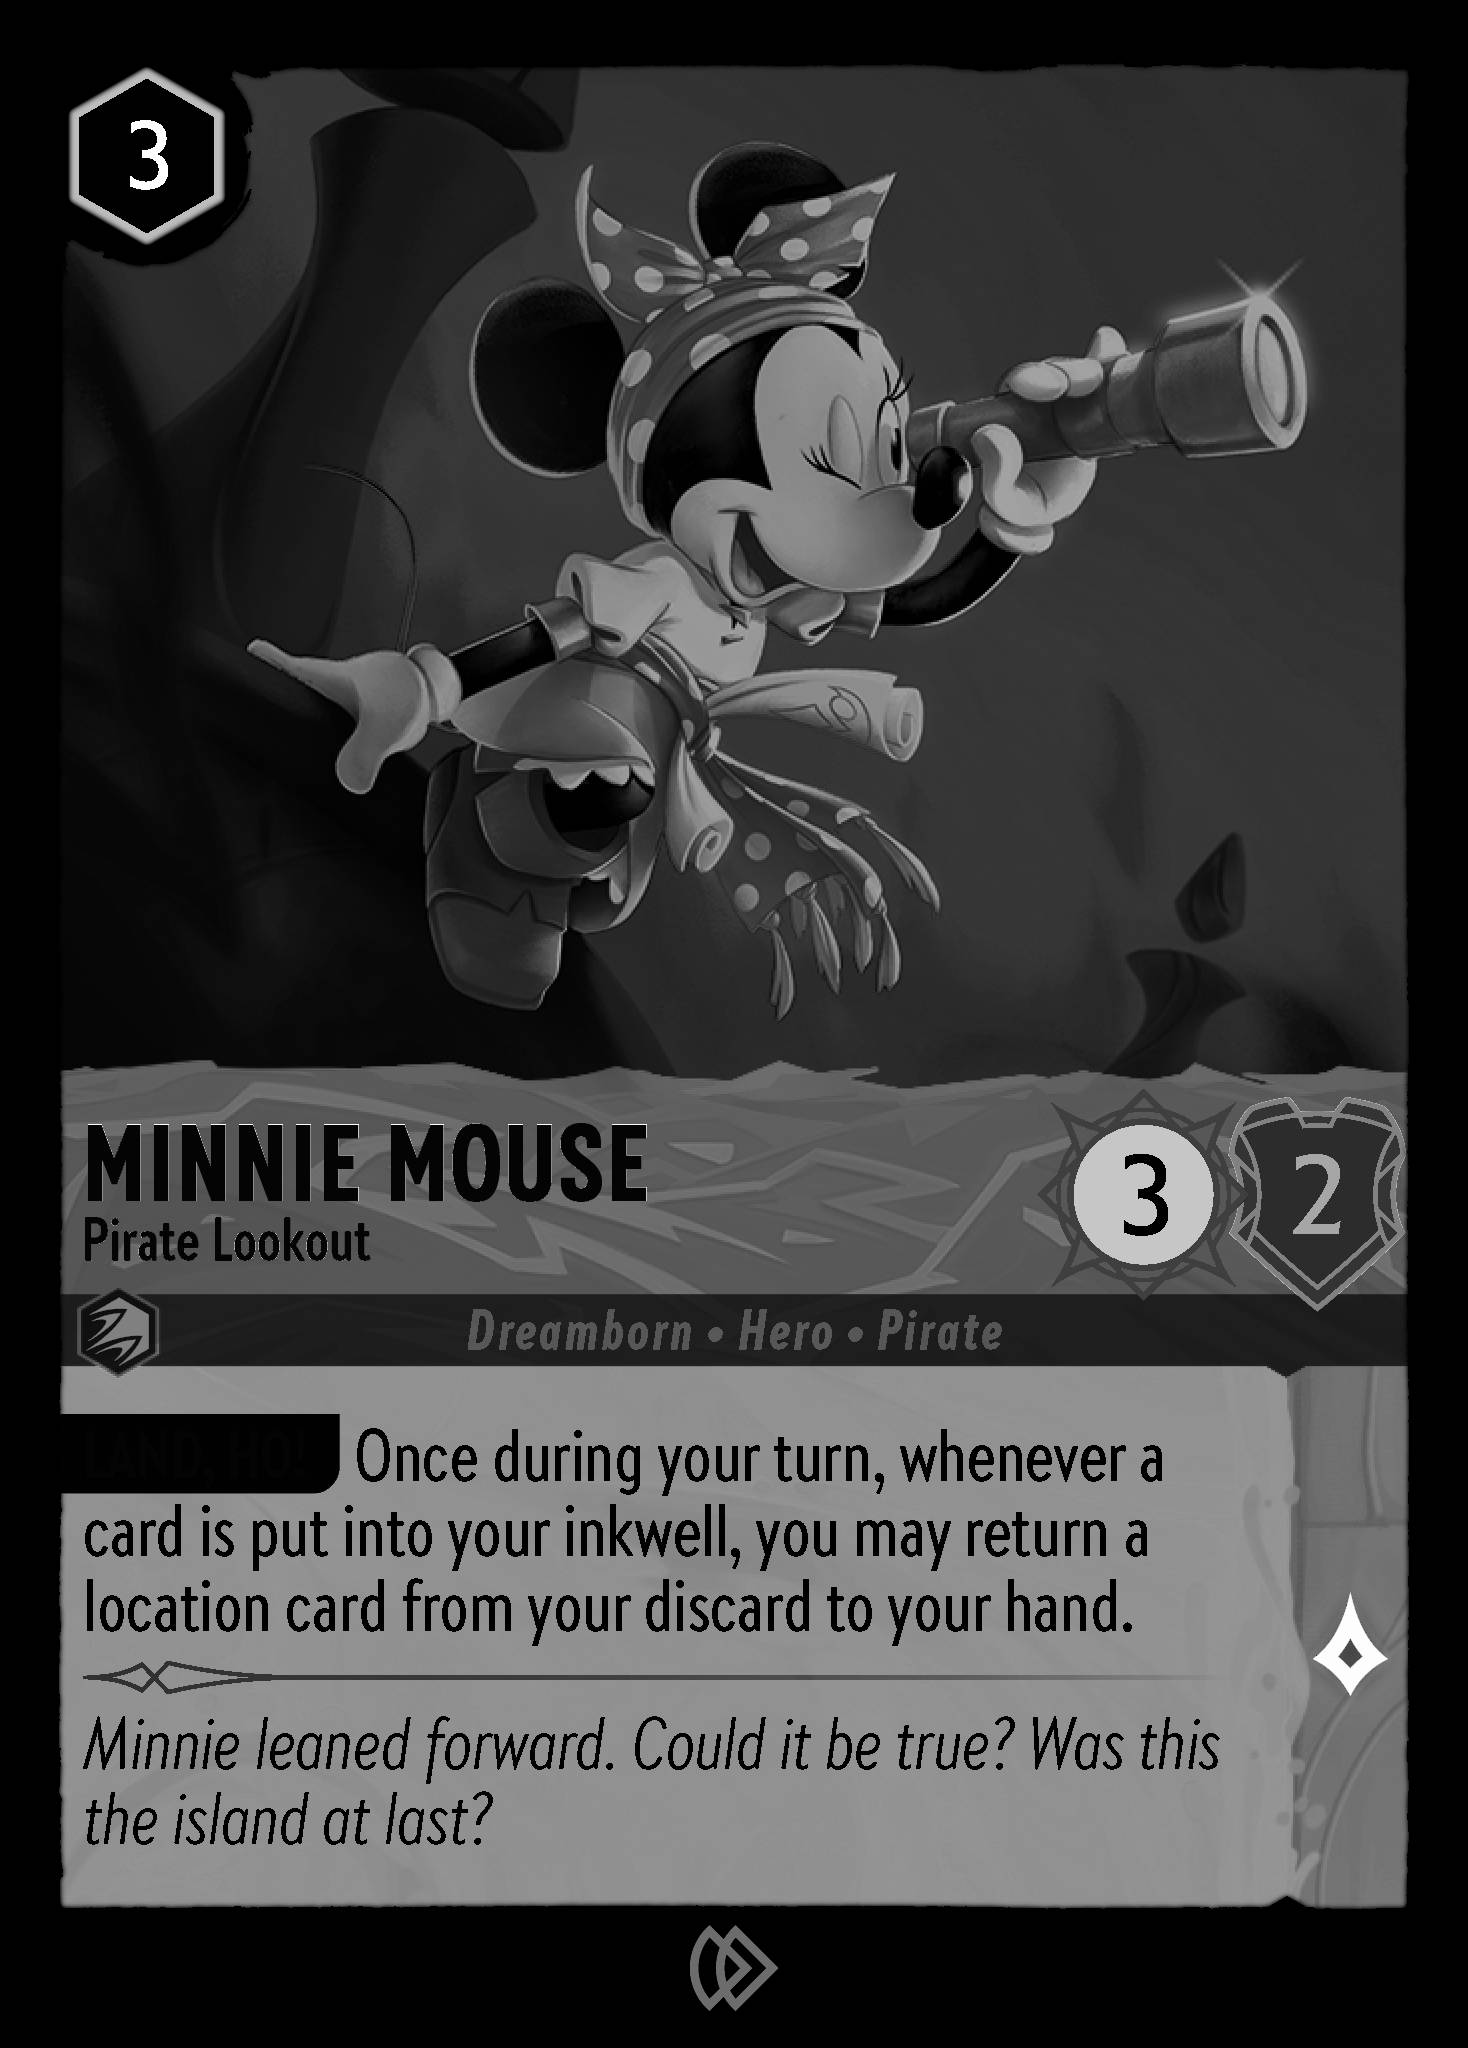 3
MINNIE MOUSE
Pirate Lookout
3 2
Dreamborn • Hero • Pirate
LAND, HO! Once during your turn, whenever a
card is put into your inkwell, you may return a
location card from your discard to your hand.
Minnie leaned forward. Could it be true? Was this
the island at last?